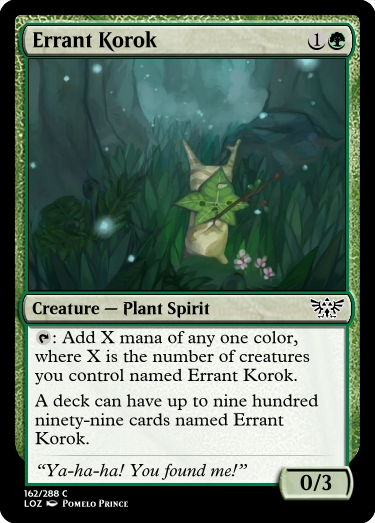 Errant Korok 1
Creature — Plant Spirit
: Add X mana of any one color,
where X is the number of creatures
you control named Errant Korok.
A deck can have up to nine hundred
ninety-nine cards named Errant
Korok.
“Ya-ha-ha! You found me!”
0/3
162/288 C
LOZ Pomelo Prince